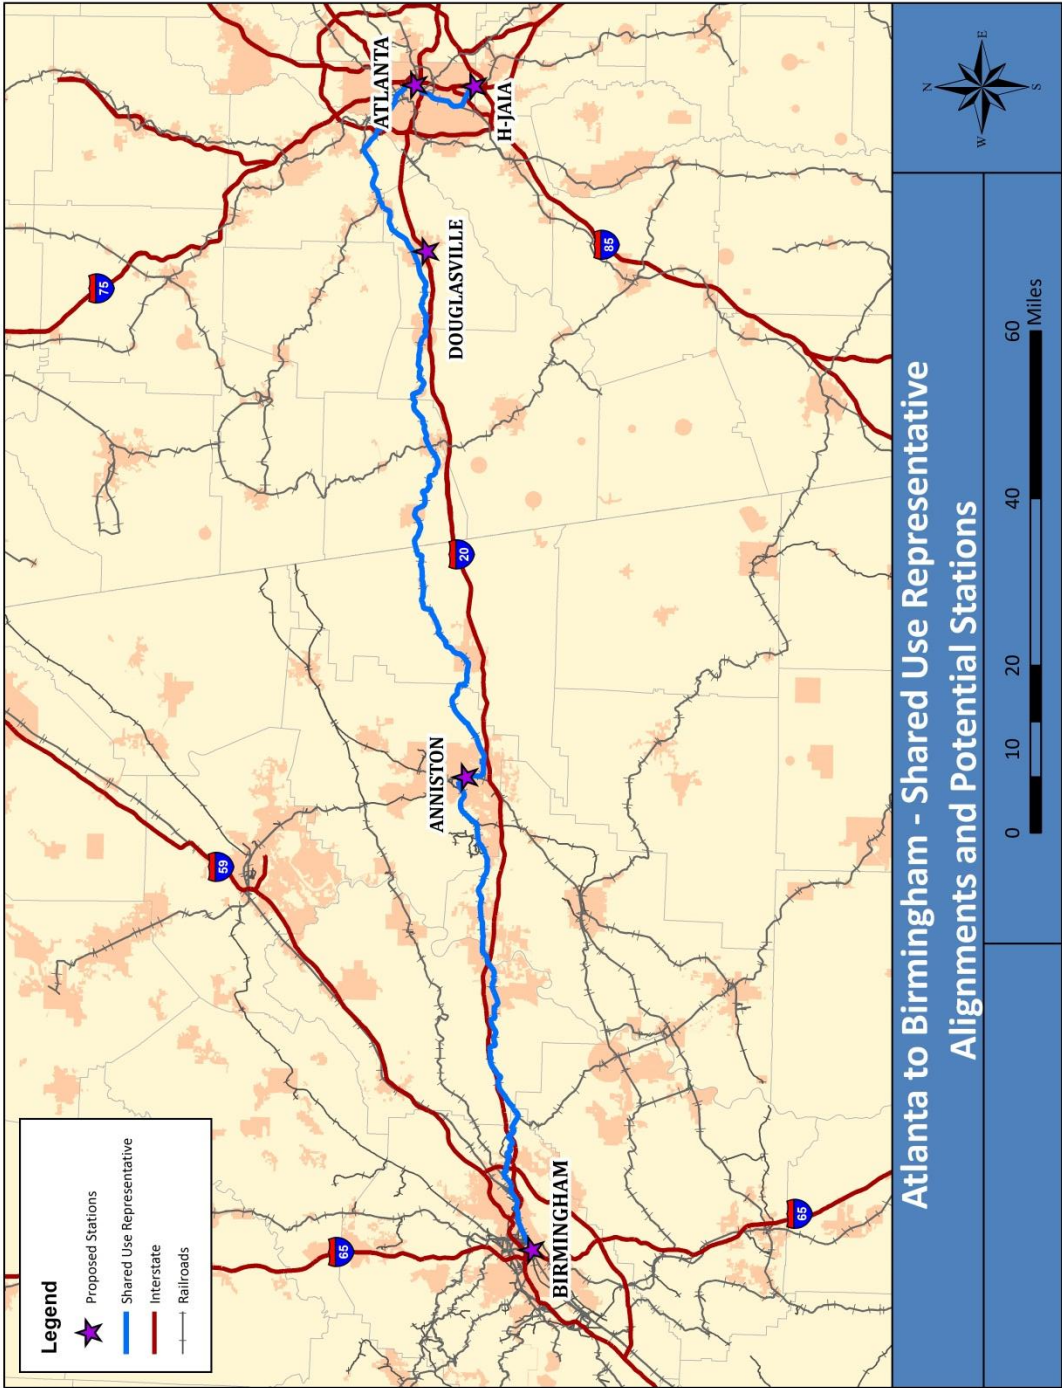 Legend
Proposed Stations
Shared Use Representative
Interstate
Railroads
65
59
75
20
85
65
BIRMINGHAM
ANNISTON
DOUGLASVILLE
ATLANTA
H-JAIA
Atlanta to Birmingham - Shared Use Representative
Alignments and Potential Stations
0 10 20 40 60
Miles
N
E
S
W